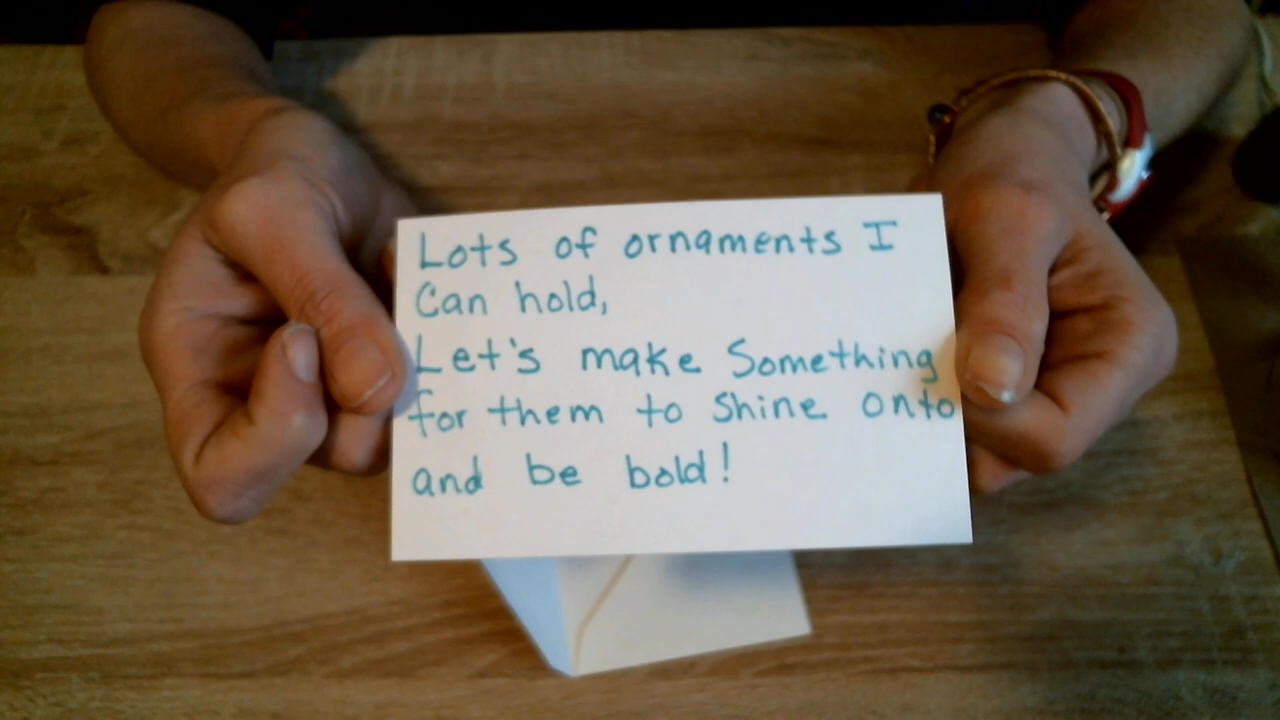 Lots of ornaments I
Can hold,
Let's make Something
for them to Shine Onto
and be bold!